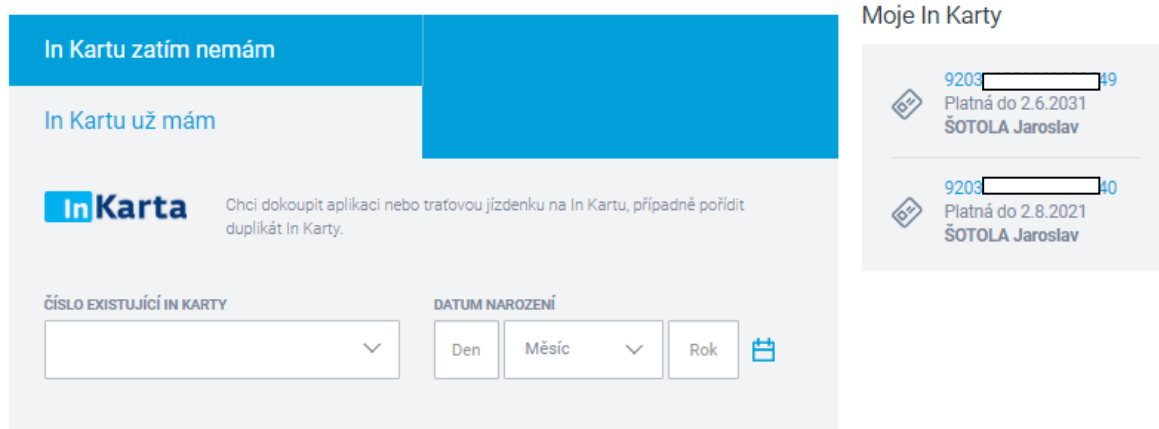 In Kartu zatím nemám
In Kartu už mám
InKarta
Chci dokoupit aplikaci nebo traťovou jízdenku na In Kartu, případně pořídit
duplikát In Karty.
ČÍSLO EXISTUJÍCÍ IN KARTY
DATUM NAROZENÍ
Den
Měsíc
Rok
Moje In Karty
9203 49
Platná do 2.6.2031
ŠOTOLA Jaroslav
9203 40
Platná do 2.8.2021
ŠOTOLA Jaroslav